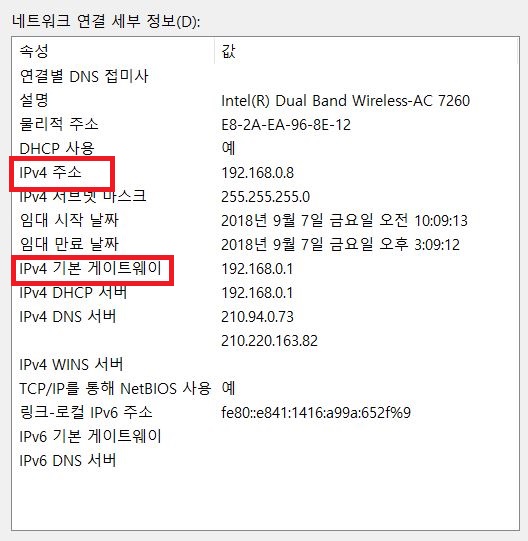 네트워크 연결 세부 정보(D):
속성 값
연결별 DNS 접미사
설명 Intel(R) Dual Band Wireless-AC 7260
물리적 주소 E8-2A-EA-96-8E-12
DHCP 사용 예
IPv4 주소 192.168.0.8
IPv4 서브넷 마스크 255.255.255.0
임대 시작 날짜 2018년 9월 7일 금요일 오전 10:09:13
임대 만료 날짜 2018년 9월 7일 금요일 오후 3:09:12
IPv4 기본 게이트웨이 192.168.0.1
IPv4 DHCP 서버 192.168.0.1
IPv4 DNS 서버 210.94.0.73
210.220.163.82
IPv4 WINS 서버
TCP/IP를 통해 NetBIOS 사용 예
링크-로컬 IPv6 주소 fe80::e841:1416:a99a:652f%9
IPv6 기본 게이트웨이
IPv6 DNS 서버